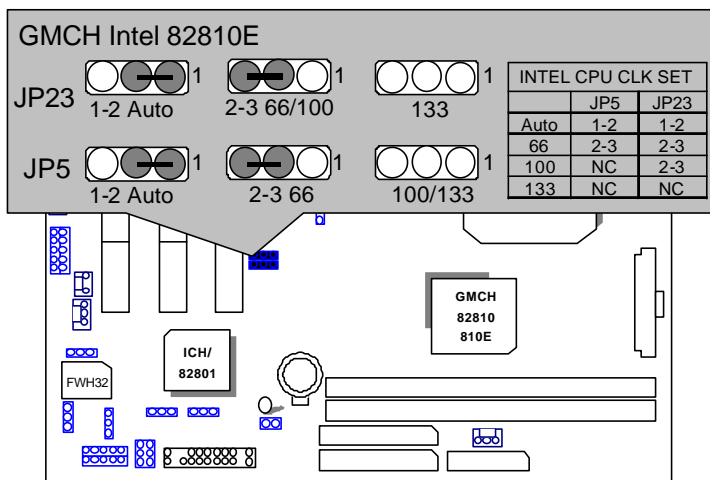 GMCH Intel 82810E
JP23
1
1
1
1-2 Auto
2-3 66/100
133
JP5
1
1
1
1-2 Auto
2-3 66
100/133
INTEL CPU CLK SET
JP5 JP23
Auto 1-2 1-2
66 2-3 2-3
100 NC 2-3
133 NC NC
GMCH
82810
810E
ICH/
82801
FWH32